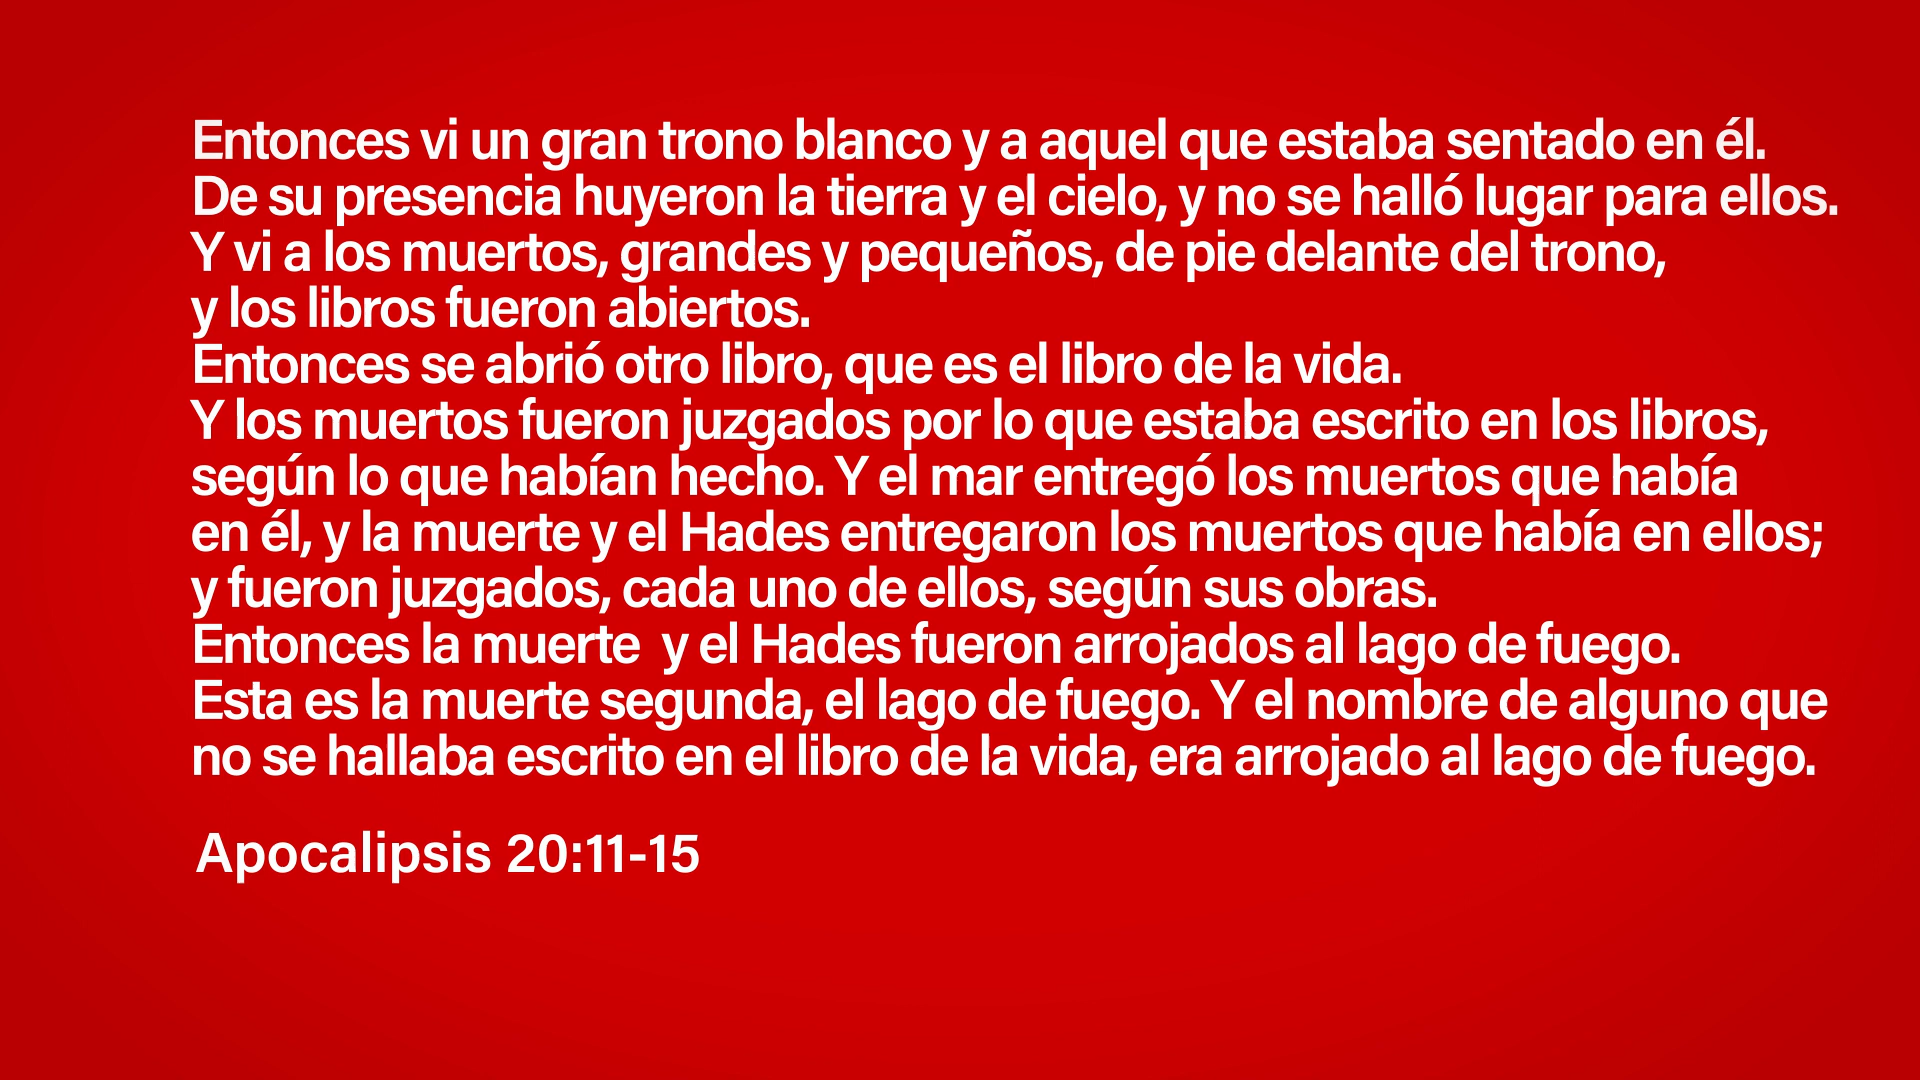 Entonces vi un gran trono blanco y a aquel que estaba sentado en él.
De su presencia huyeron la tierra y el cielo, y no se halló lugar para ellos.
Y vi a los muertos, grandes y pequeños, de pie delante del trono,
y los libros fueron abiertos.
Entonces se abrió otro libro, que es el libro de la vida.
Y los muertos fueron juzgados por lo que estaba escrito en los libros,
según lo que habían hecho. Y el mar entregó los muertos que había
en él, y la muerte y el Hades entregaron los muertos que había en ellos;
y fueron juzgados, cada uno de ellos, según sus obras.
Entonces la muerte  y el Hades fueron arrojados al lago de fuego.
Esta es la muerte segunda, el lago de fuego. Y el nombre de alguno que
no se hallaba escrito en el libro de la vida, era arrojado al lago de fuego.
Apocalipsis 20:11-15